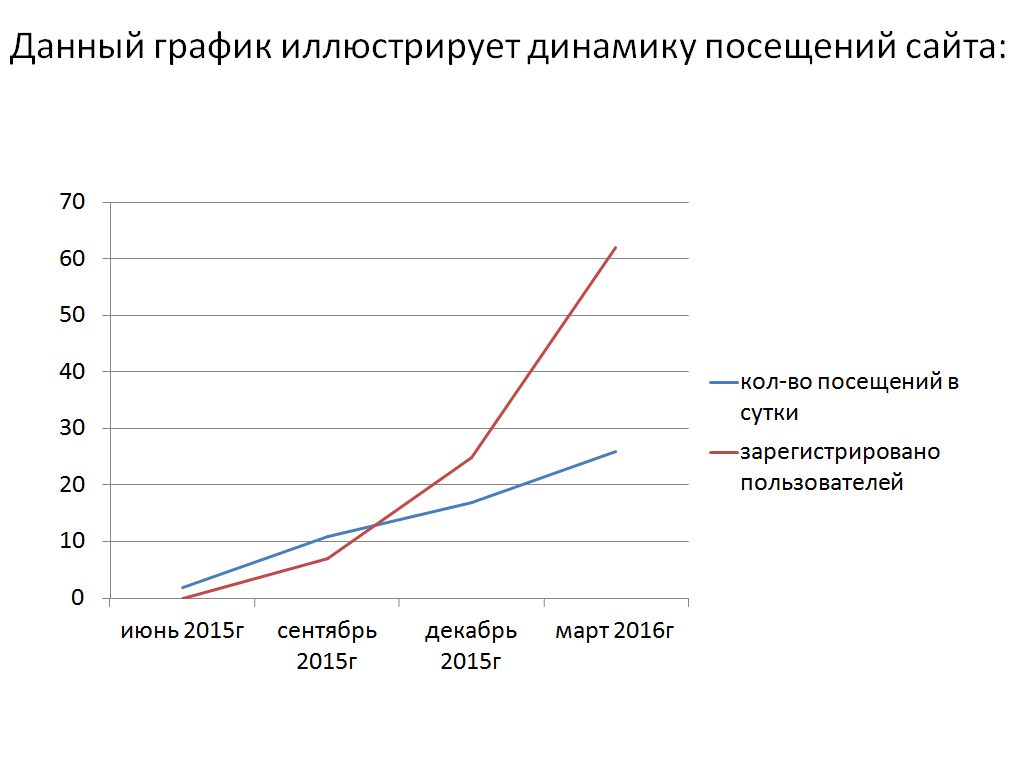 Данный график иллюстрирует динамику посещений сайта:
70
60
50
40
30
20
10
0
июнь 2015г
сентябрь
2015г
декабрь
2015г
март 2016г
кол-во посещений в
сутки
зарегистрировано
пользователей